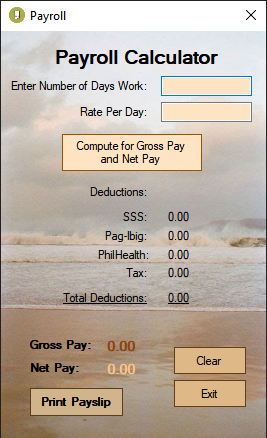 Payroll
Payroll Calculator
Enter Number of Days Work:
Rate Per Day:
Compute for Gross Pay
and Net Pay
Deductions:
SSS: 0.00
Pag-Ibig: 0.00
PhilHealth: 0.00
Tax: 0.00
Total Deductions: 0.00
Gross Pay: 0.00
Net Pay: 0.00
Clear
Print Payslip
Exit